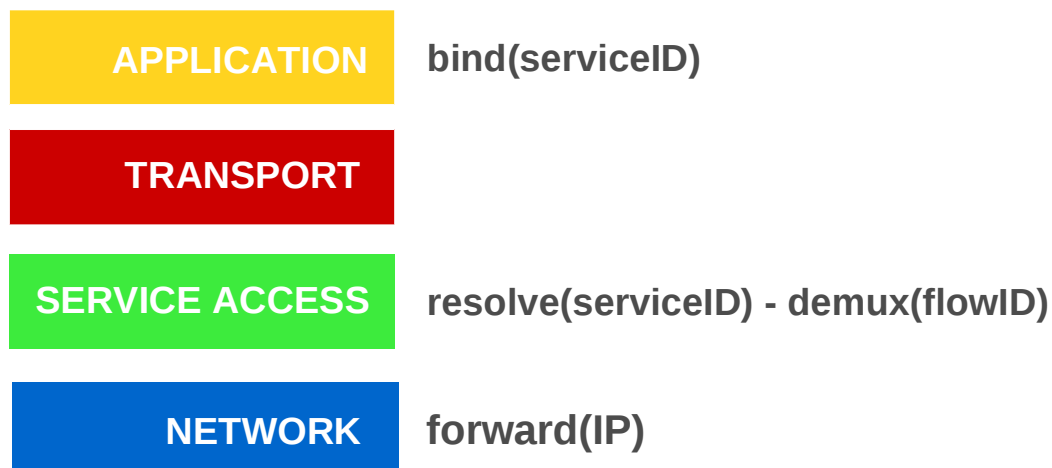 APPLICATION bind(serviceID)
TRANSPORT
SERVICE ACCESS resolve(serviceID) - demux(flowID)
NETWORK forward(IP)